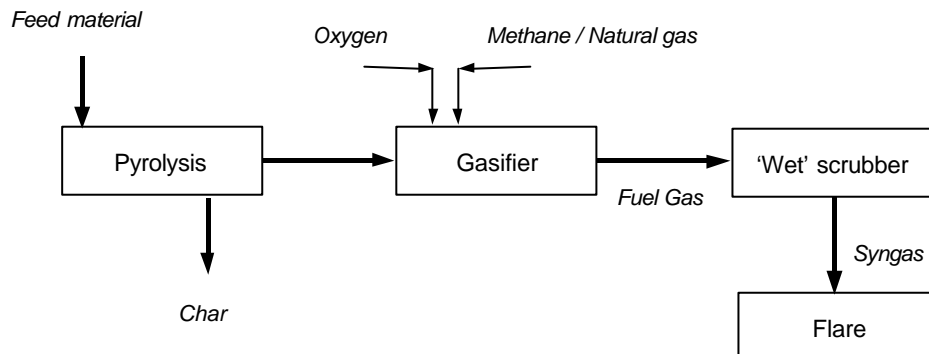 Feed material
Oxygen
Methane / Natural gas
Pyrolysis
Gasifier
‘Wet’ scrubber
Fuel Gas
Syngas
Char
Flare